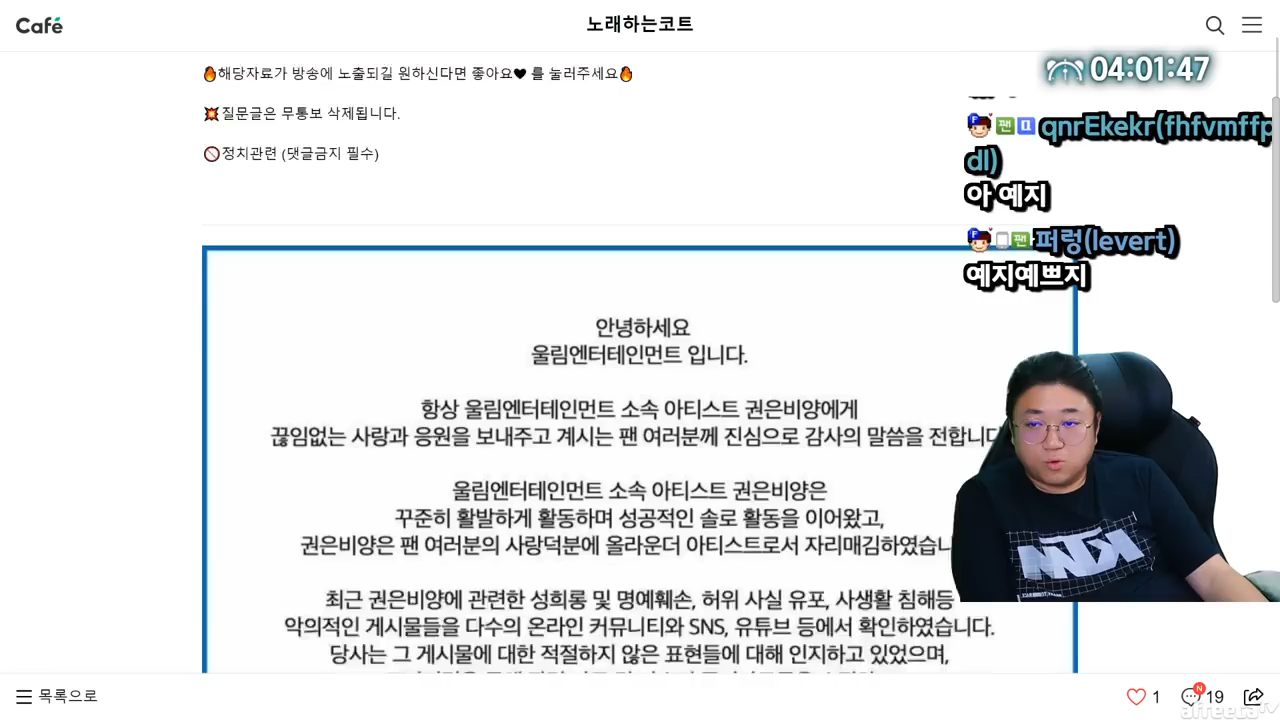 Café
노래하는코트
🔥해당자료가 방송에 노출되길 원하신다면 좋아요♥ 를 눌러주세요🔥
💥질문글은 무통보 삭제됩니다.
🚫정치관련 (댓글금지 필수)
04:01:47
팬 qnrEkekr(fhfvmffp
dl)
아 예지
팬 퍼렁(levert)
예지예쁘지
안녕하세요
울림엔터테인먼트 입니다.
항상 울림엔터테인먼트 소속 아티스트 권은비양에게
끊임없는 사랑과 응원을 보내주고 계시는 팬 여러분께 진심으로 감사의 말씀을 전합니다
울림엔터테인먼트 소속 아티스트 권은비양은
꾸준히 활발하게 활동하며 성공적인 솔로 활동을 이어왔고,
권은비양은 팬 여러분의 사랑덕분에 올라운더 아티스트로서 자리매김하였습니
최근 권은비양에 관련한 성희롱 및 명예훼손, 허위 사실 유포, 사생활 침해등
악의적인 게시물들을 다수의 온라인 커뮤니티와 SNS, 유튜브 등에서 확인하였습니다.
당사는 그 게시물에 대한 적절하지 않은 표현들에 대해 인지하고 있었으며,
목록으로
1
N
19
afreecaTV